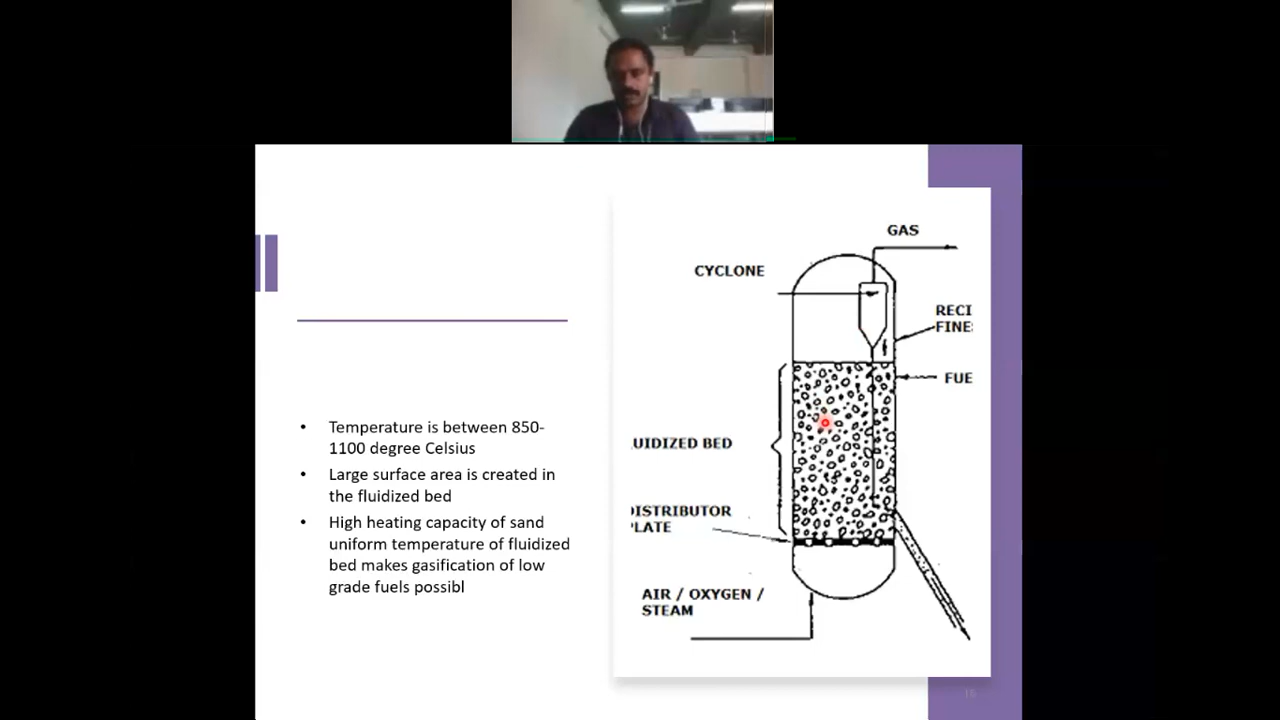 GAS
CYCLONE
RECI
FINE
FUE
• Temperature is between 850-
1100 degree Celsius
• Large surface area is created in
the fluidized bed
• High heating capacity of sand
uniform temperature of fluidized
bed makes gasification of low
grade fuels possibl
UIDIZED BED
DISTRIBUTOR
PLATE
AIR / OXYGEN /
STEAM
16